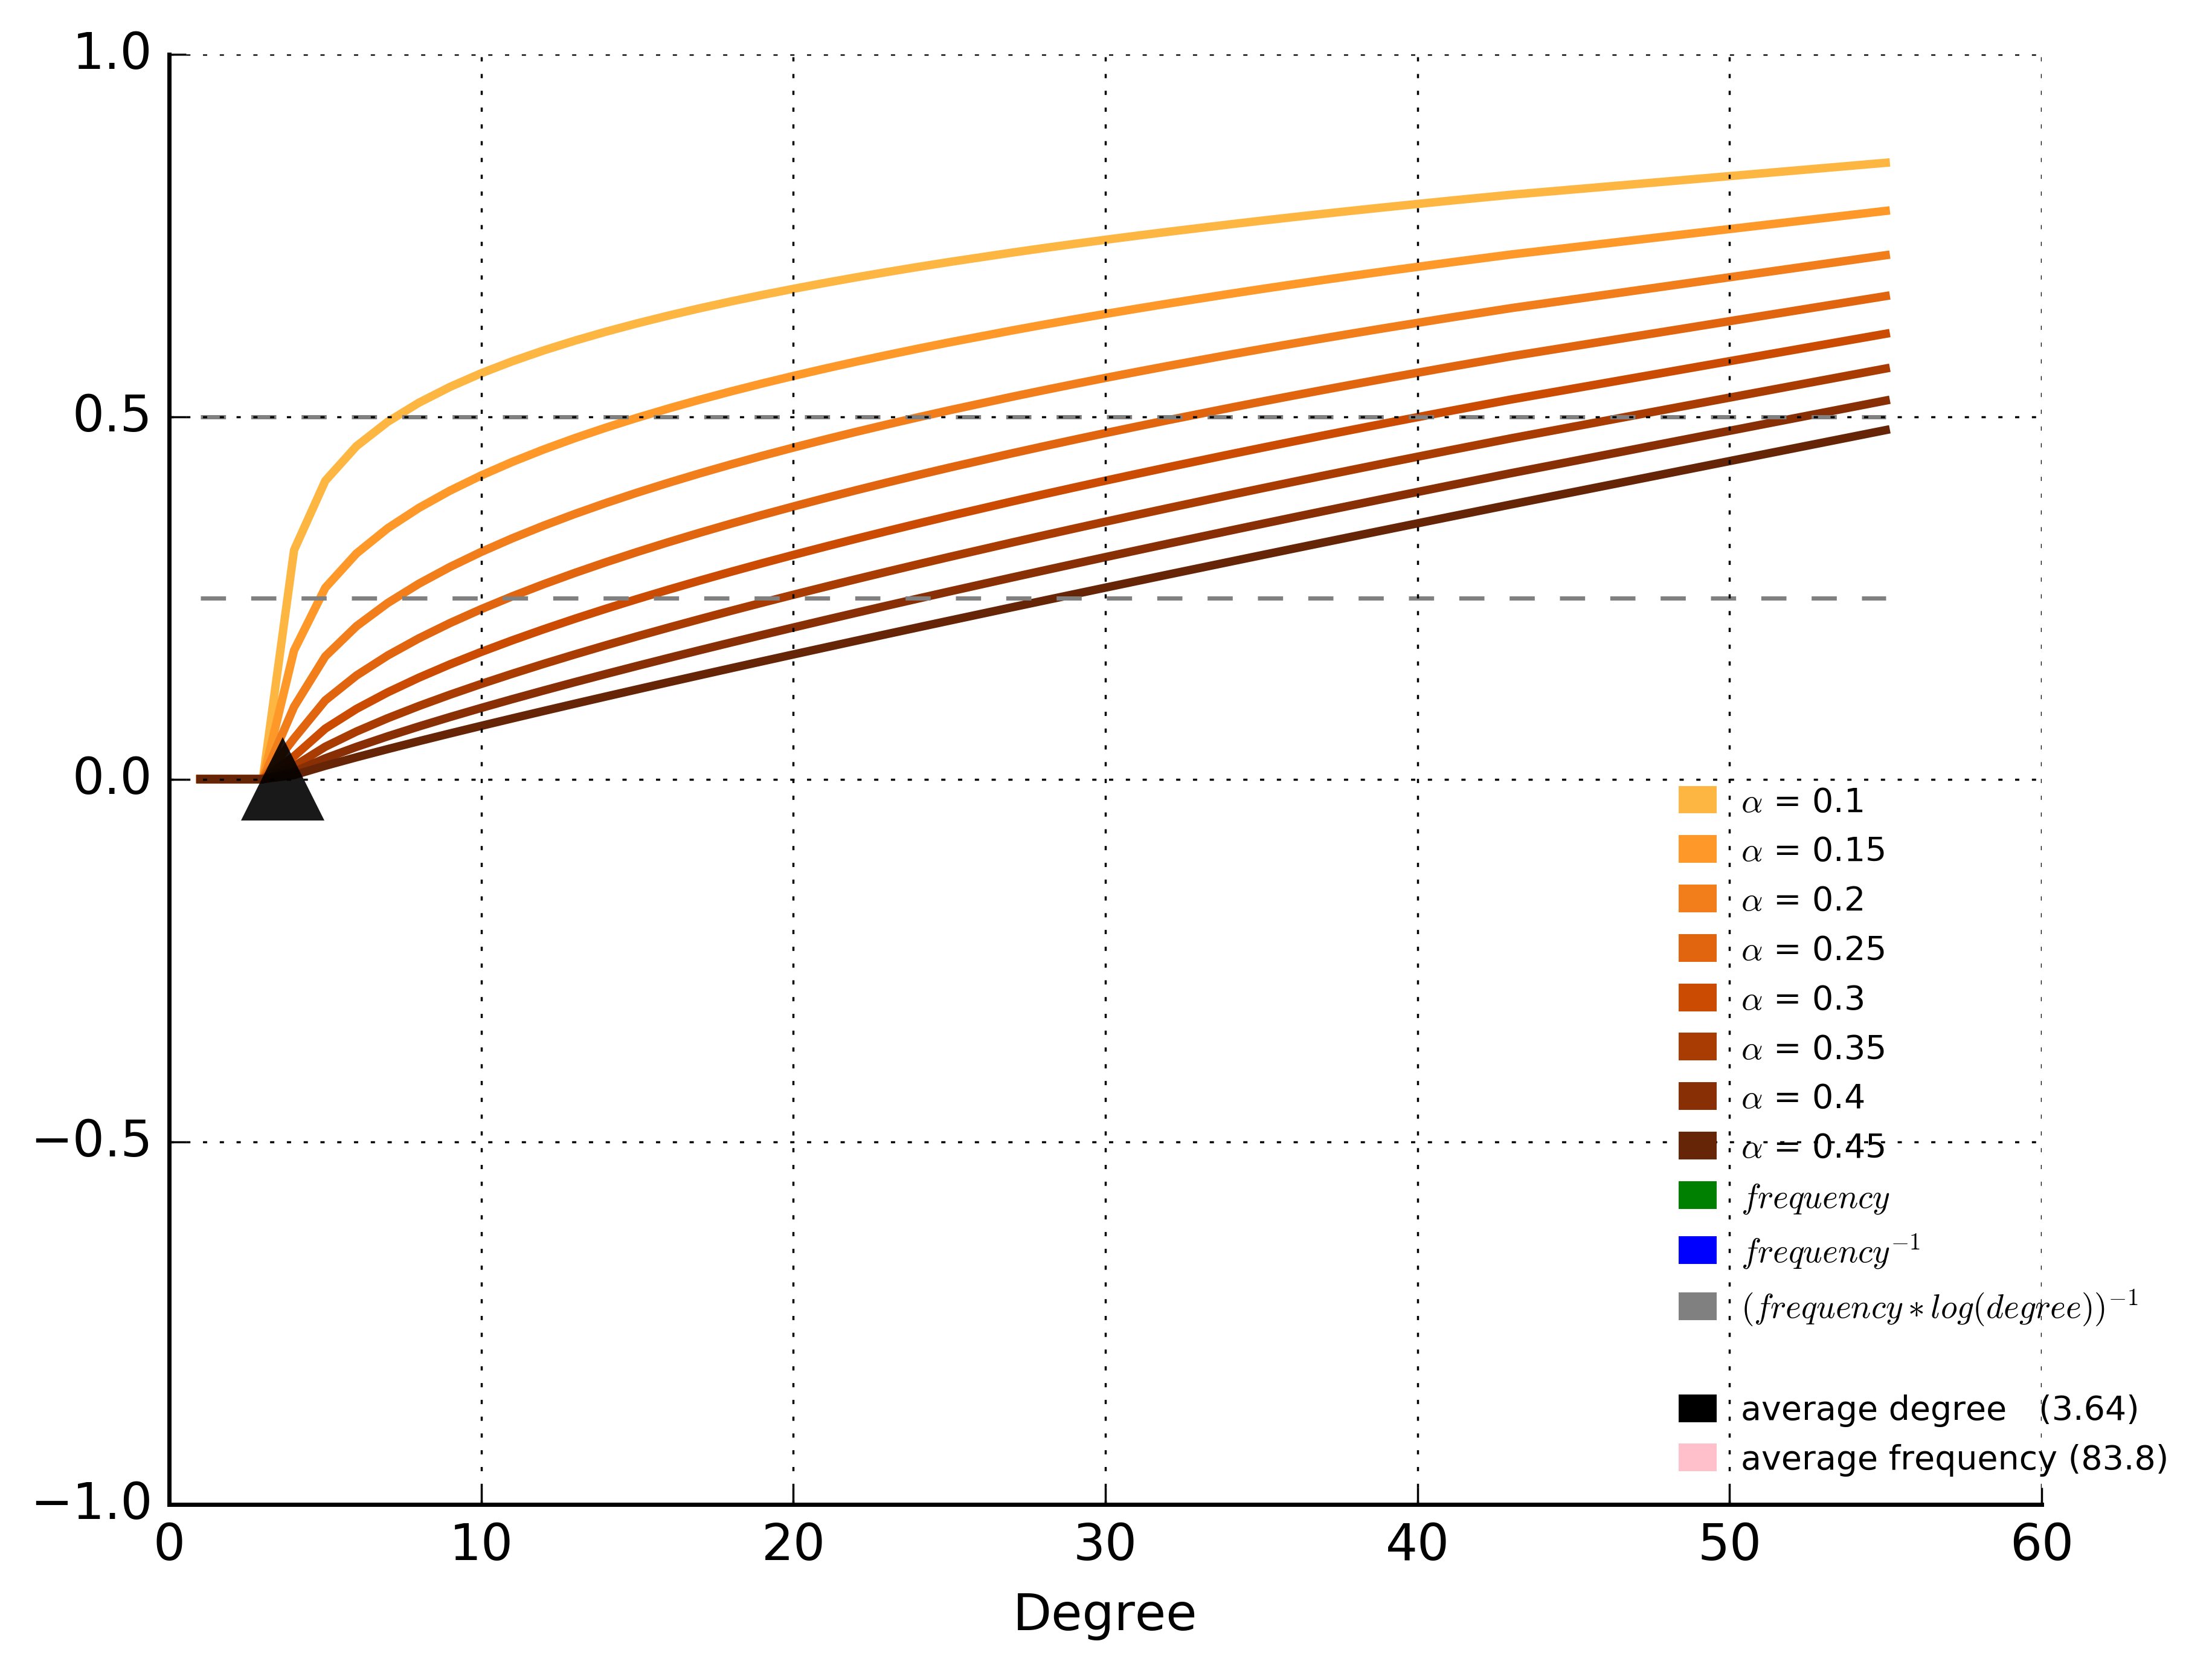 1.0
0.5
0.0
−0.5
−1.0
0 10 20 30 40 50 60
Degree
α = 0.1
α = 0.15
α = 0.2
α = 0.25
α = 0.3
α = 0.35
α = 0.4
α = 0.45
frequency
frequency⁻¹
(frequency∗log(degree))⁻¹
average degree (3.64)
average frequency (83.8)